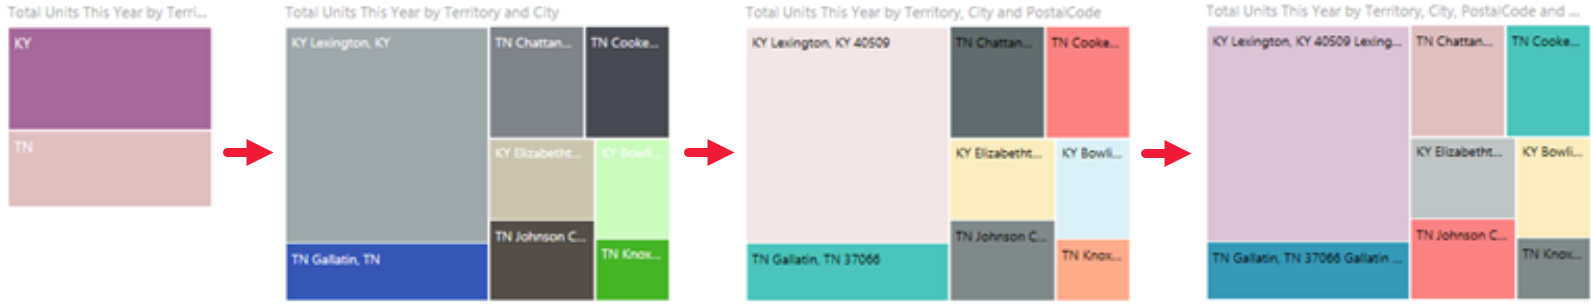 Total Units This Year by Terri...
KY
TN
Total Units This Year by Territory and City
KY Lexington, KY
TN Chattan...
TN Cooke...
KY Elizabetht...
KY Bowli...
TN Johnson C...
TN Gallatin, TN
TN Knox...
Total Units This Year by Territory, City and PostalCode
KY Lexington, KY 40509
TN Chattan...
TN Cooke...
KY Elizabetht...
KY Bowli...
TN Johnson C...
TN Gallatin, TN 37066
TN Knox...
Total Units This Year by Territory, City, PostalCode and ...
KY Lexington, KY 40509 Lexing...
TN Chattan...
TN Cooke...
KY Elizabetht...
KY Bowli...
TN Johnson C...
TN Gallatin, TN 37066 Gallatin ...
TN Knox...